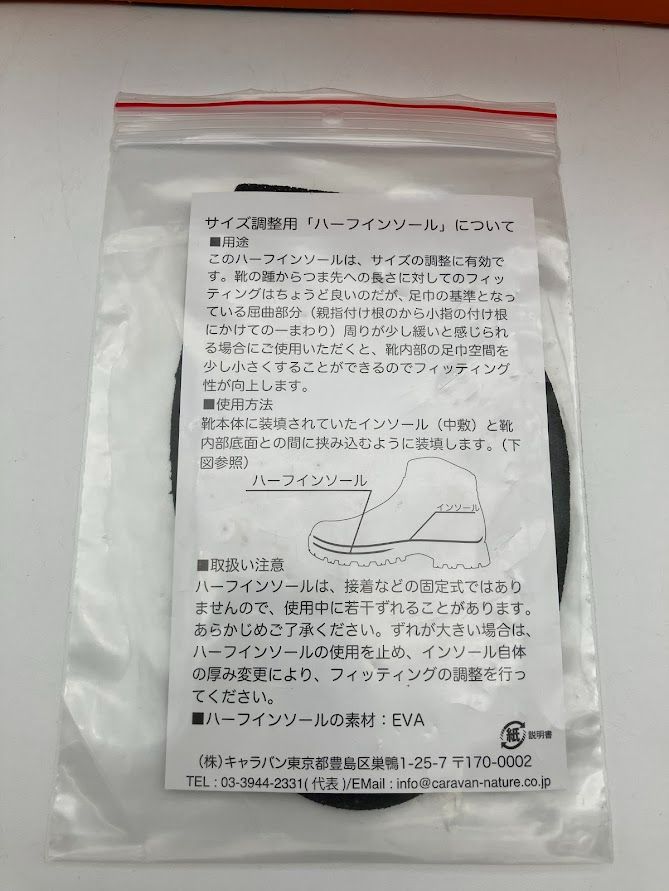 サイズ調整用「ハーフインソール」について
■用途
このハーフインソールは、サイズの調整に有効で
す。靴の踵からつま先への長さに対してのフィッ
ティングはちょうど良いのだが、足巾の基準となっ
ている屈曲部分（親指付け根のから小指の付け根
にかけての一まわり）周りが少し緩いと感じられ
る場合にご使用いただくと、靴内部の足巾空間を
少し小さくすることができるのでフィッティング
性が向上します。
■使用方法
靴本体に装填されていたインソール（中敷）と靴
内部底面との間に挟み込むように装填します。（下
図参照）
ハーフインソール
インソール
■取扱い注意
ハーフインソールは、接着などの固定式ではあり
ませんので、使用中に若干ずれることがあります。
あらかじめご了承ください。ずれが大きい場合は、
ハーフインソールの使用を止め、インソール自体
の厚み変更により、フィッティングの調整を行っ
てください。
■ハーフインソールの素材：EVA
紙 説明書
(株)キャラバン東京都豊島区巣鴨1-25-7 〒170-0002
TEL : 03-3944-2331( 代表 )/EMail : info@caravan-nature.co.jp